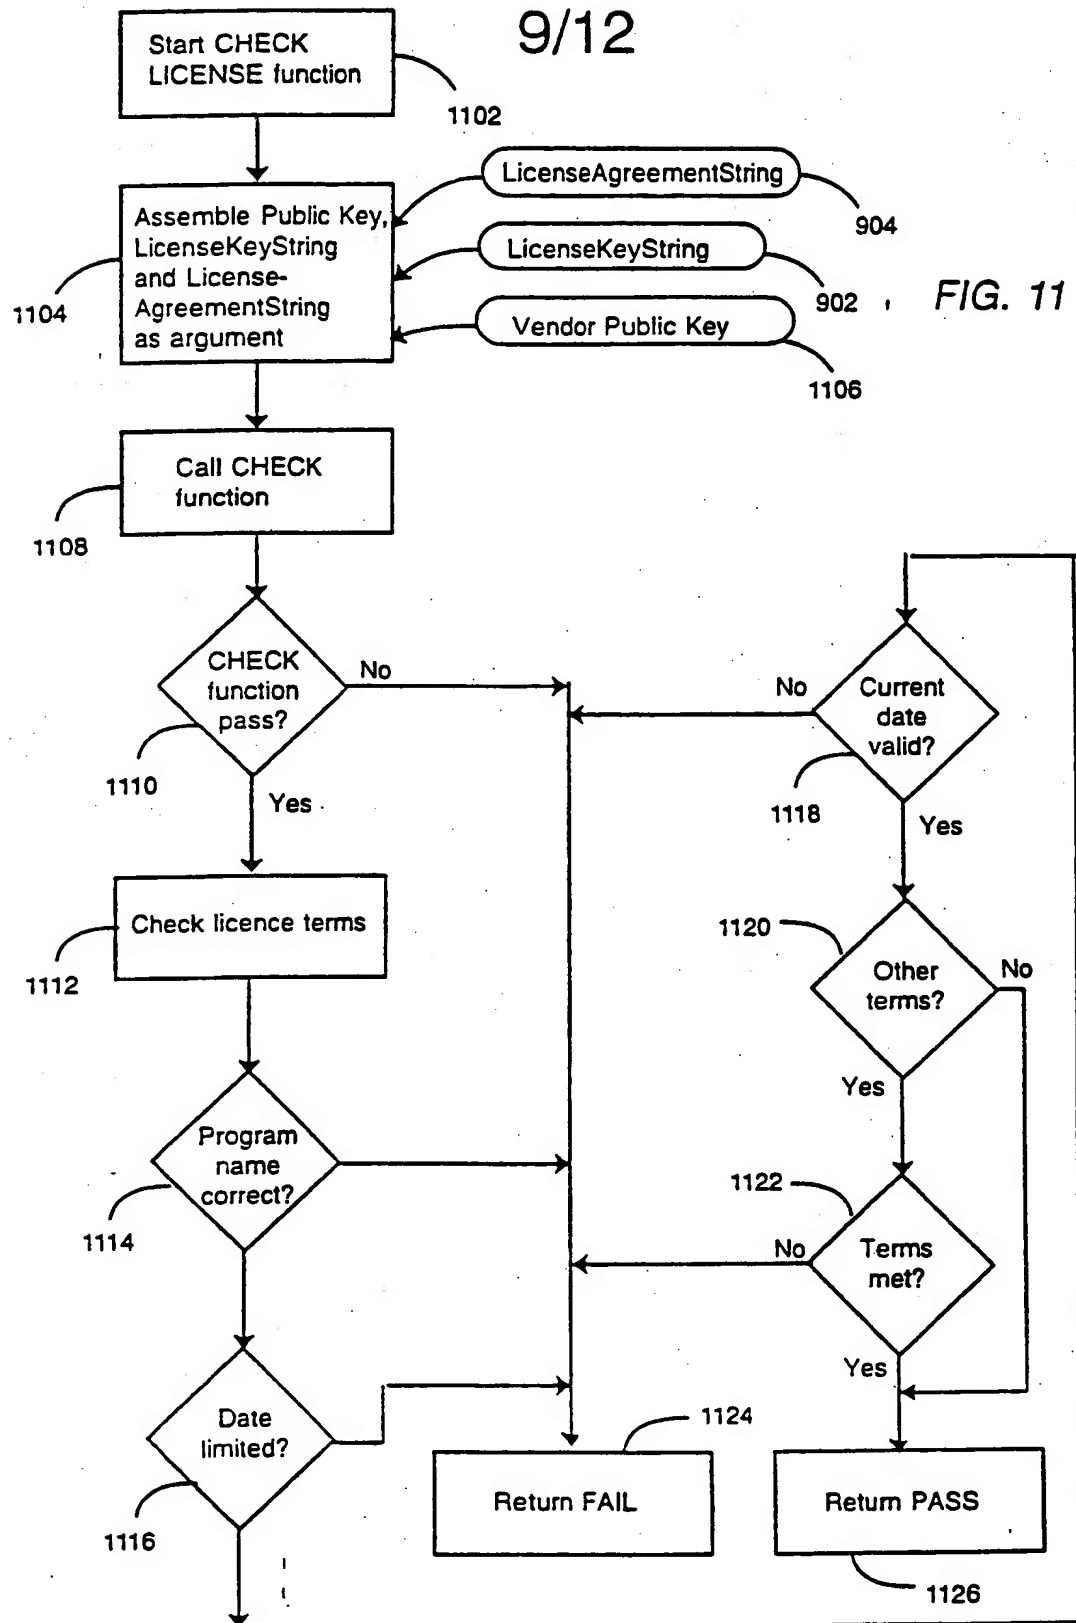 9/12
Start CHECK
LICENSE function
1102
Assemble Public Key,
LicenseKeyString
and License-
AgreementString
as argument
1104
LicenseAgreementString
904
LicenseKeyString
902
FIG. 11
Vendor Public Key
1106
Call CHECK
function
1108
CHECK
function
pass?
No
1110
Yes
Check licence terms
1112
Program
name
correct?
1114
Date
limited?
1116
Current
date
valid?
No
1118
Yes
1120
Other
terms?
No
Yes
1122
Terms
met?
No
Yes
1124
Return FAIL
Return PASS
1126